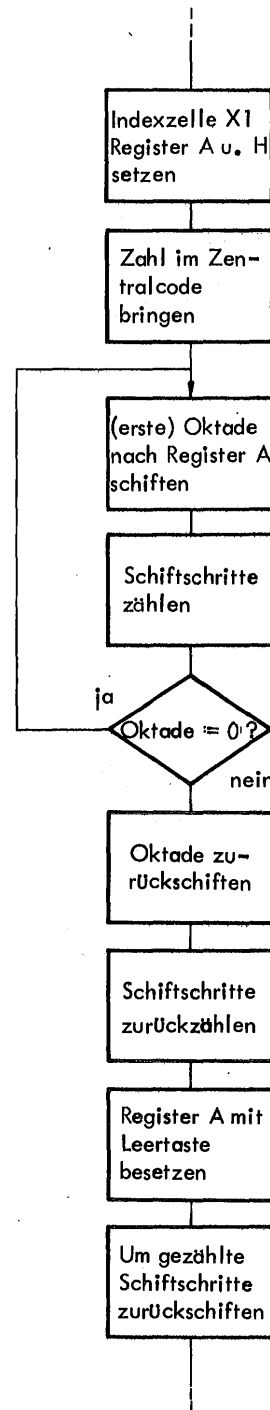 Indexzelle X1
Register A u. H
setzen
Zahl im Zen-
tralcode
bringen
(erste) Oktade
nach Register A
schiften
Schiftschritte
zählen
ja
Oktade = 0'?
nein
Oktade zu-
rückschiften
Schiftschritte
zurückzählen
Register A mit
Leertaste
besetzen
Um gezählte
Schiftschritte
zurückschiften